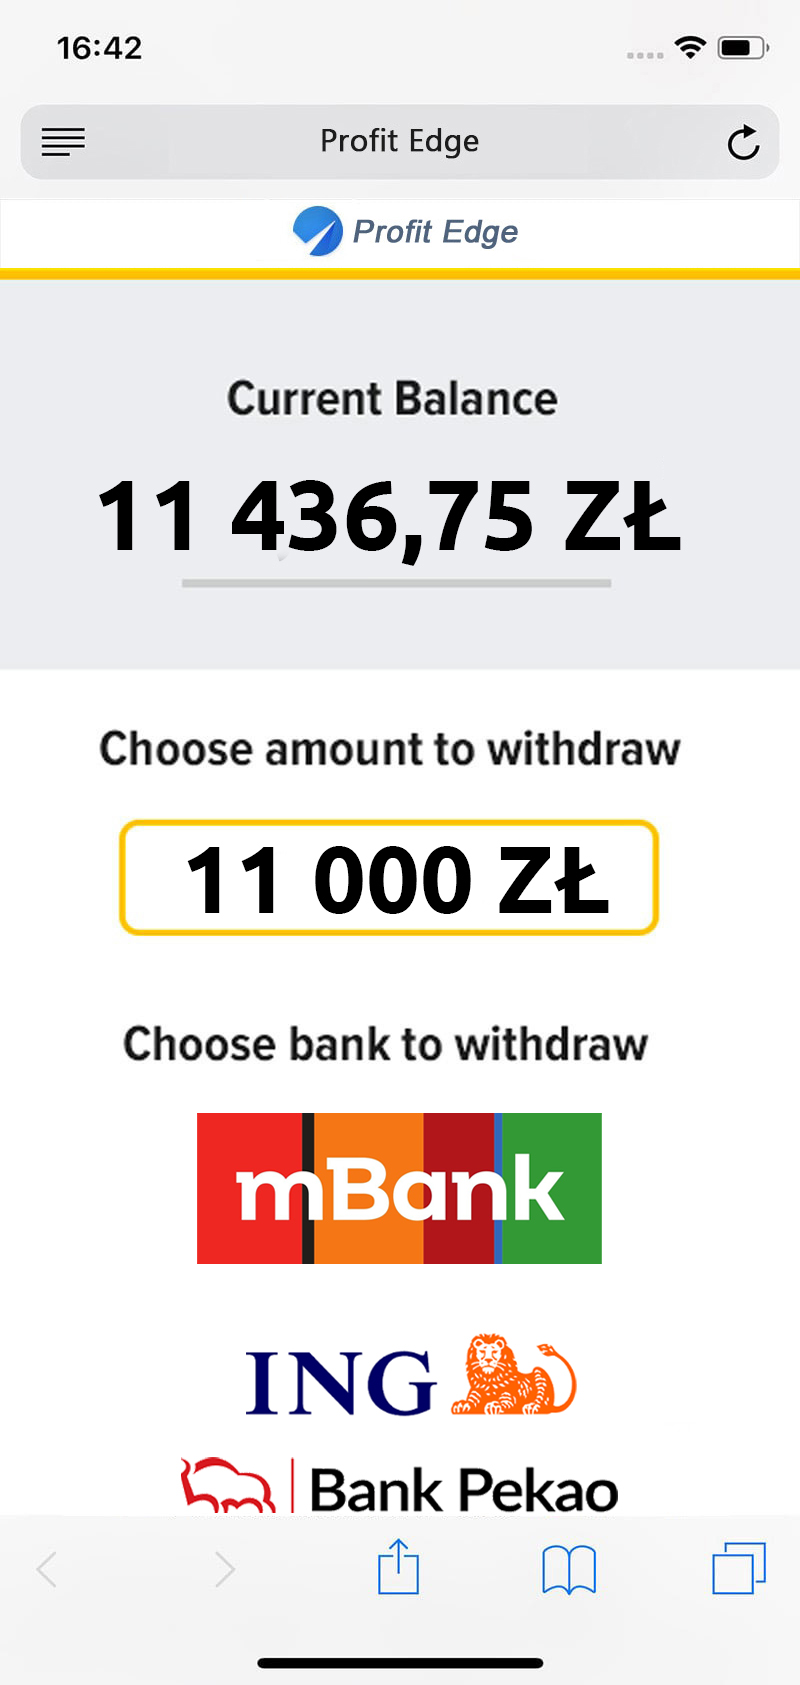 16:42
Profit Edge
Profit Edge
Current Balance
11 436,75 ZŁ
Choose amount to withdraw
11 000 ZŁ
Choose bank to withdraw
mBank
ING
Bank Pekao